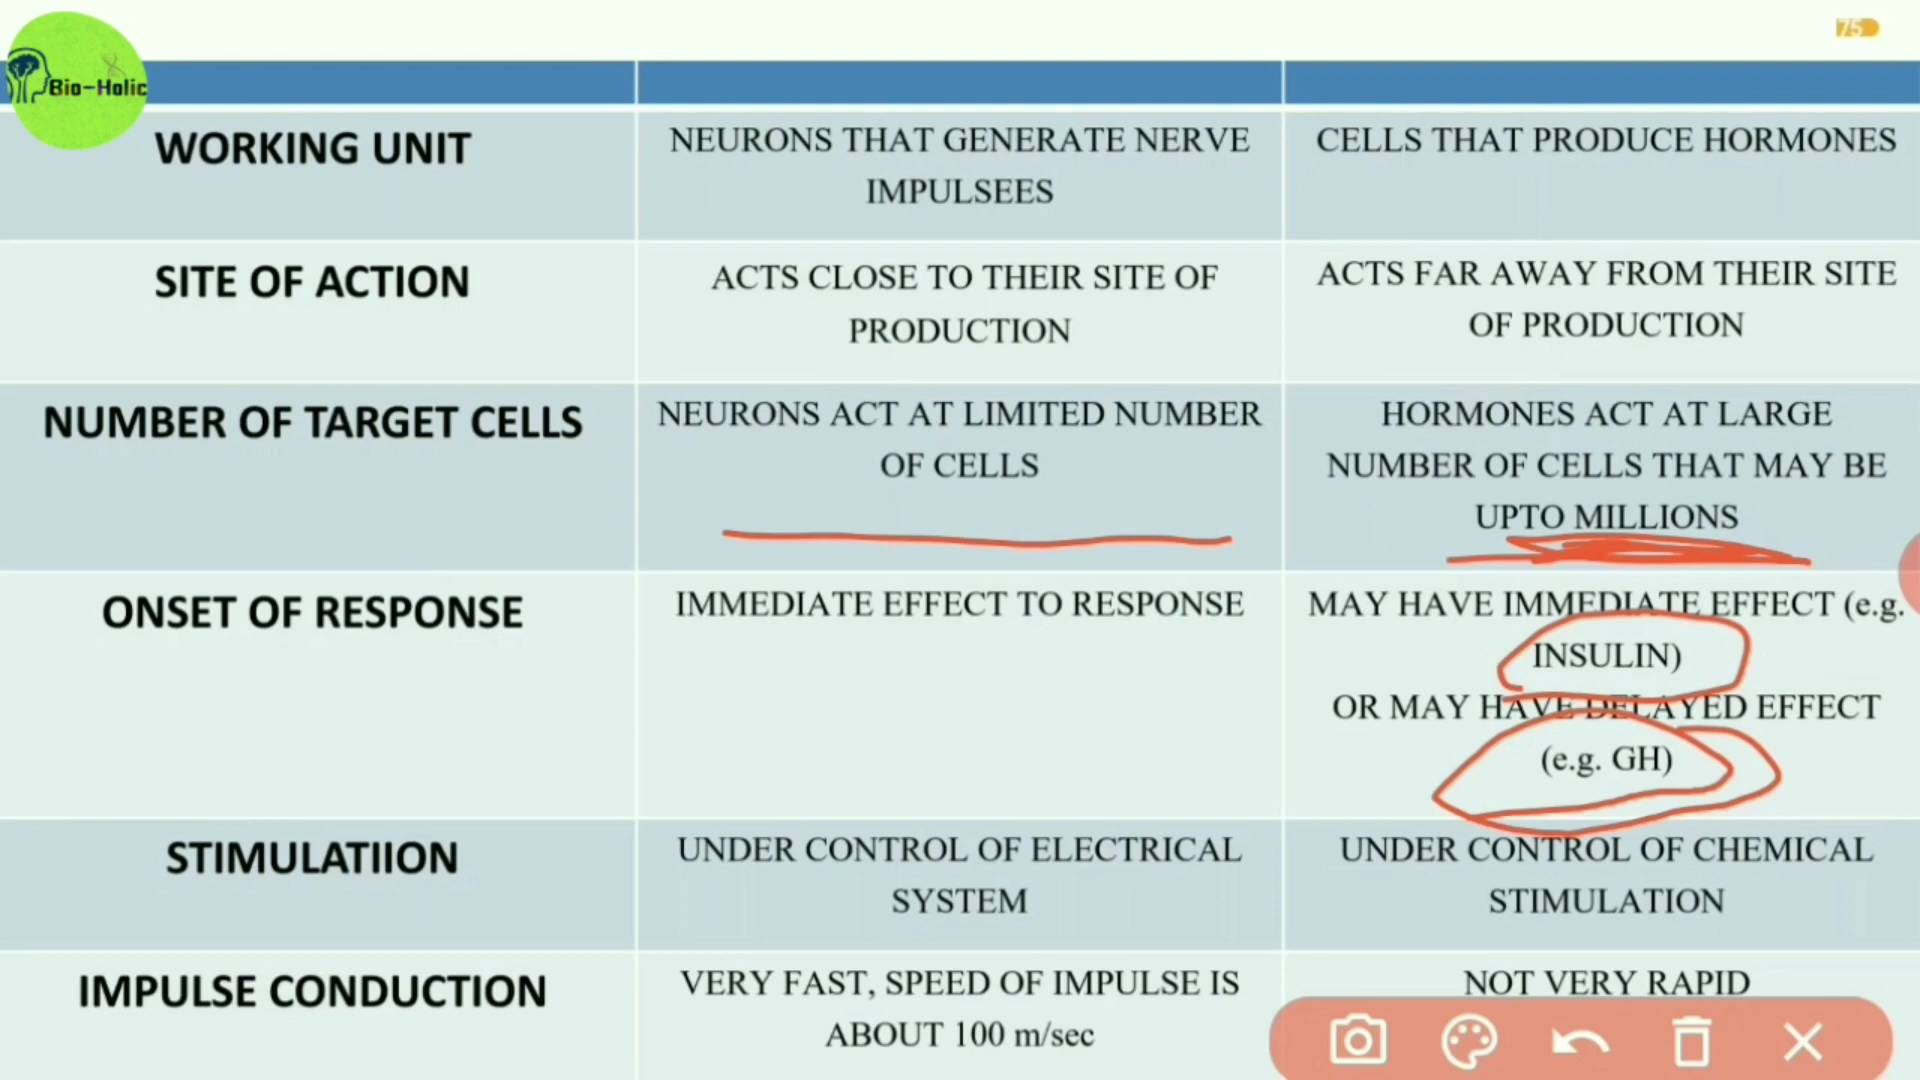 75
Bio-Holic
WORKING UNIT
NEURONS THAT GENERATE NERVE
IMPULSEES
CELLS THAT PRODUCE HORMONES
SITE OF ACTION
ACTS CLOSE TO THEIR SITE OF
PRODUCTION
ACTS FAR AWAY FROM THEIR SITE
OF PRODUCTION
NUMBER OF TARGET CELLS
NEURONS ACT AT LIMITED NUMBER
OF CELLS
HORMONES ACT AT LARGE
NUMBER OF CELLS THAT MAY BE
UPTO MILLIONS
ONSET OF RESPONSE
IMMEDIATE EFFECT TO RESPONSE
MAY HAVE IMMEDIATE EFFECT (e.g.
INSULIN)
OR MAY HAVE DELAYED EFFECT
(e.g. GH)
STIMULATIION
UNDER CONTROL OF ELECTRICAL
SYSTEM
UNDER CONTROL OF CHEMICAL
STIMULATION
IMPULSE CONDUCTION
VERY FAST, SPEED OF IMPULSE IS
ABOUT 100 m/sec
NOT VERY RAPID